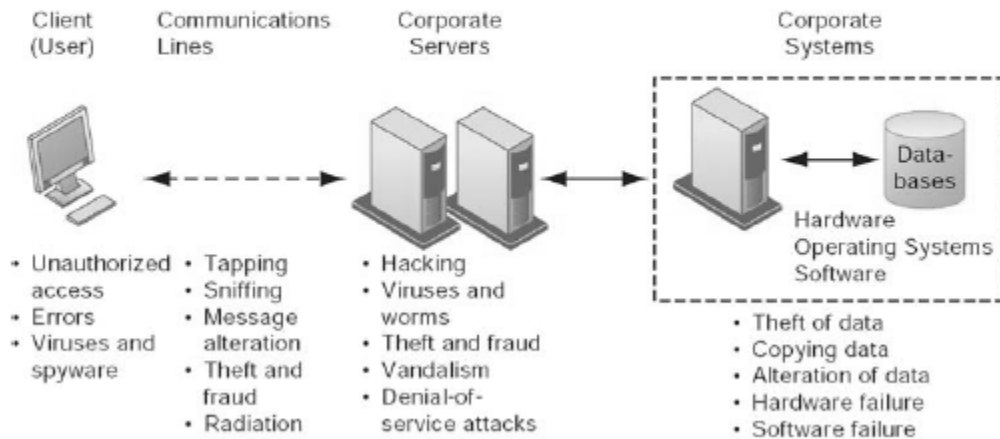 Client
(User)
Communications
Lines
Corporate
Servers
Corporate
Systems
Data-
bases
Hardware
Operating Systems
Software
• Unauthorized
access
• Errors
• Viruses and
spyware
• Tapping
• Sniffing
• Message
alteration
• Theft and
fraud
• Radiation
• Hacking
• Viruses and
worms
• Theft and fraud
• Vandalism
• Denial-of-
service attacks
• Theft of data
• Copying data
• Alteration of data
• Hardware failure
• Software failure